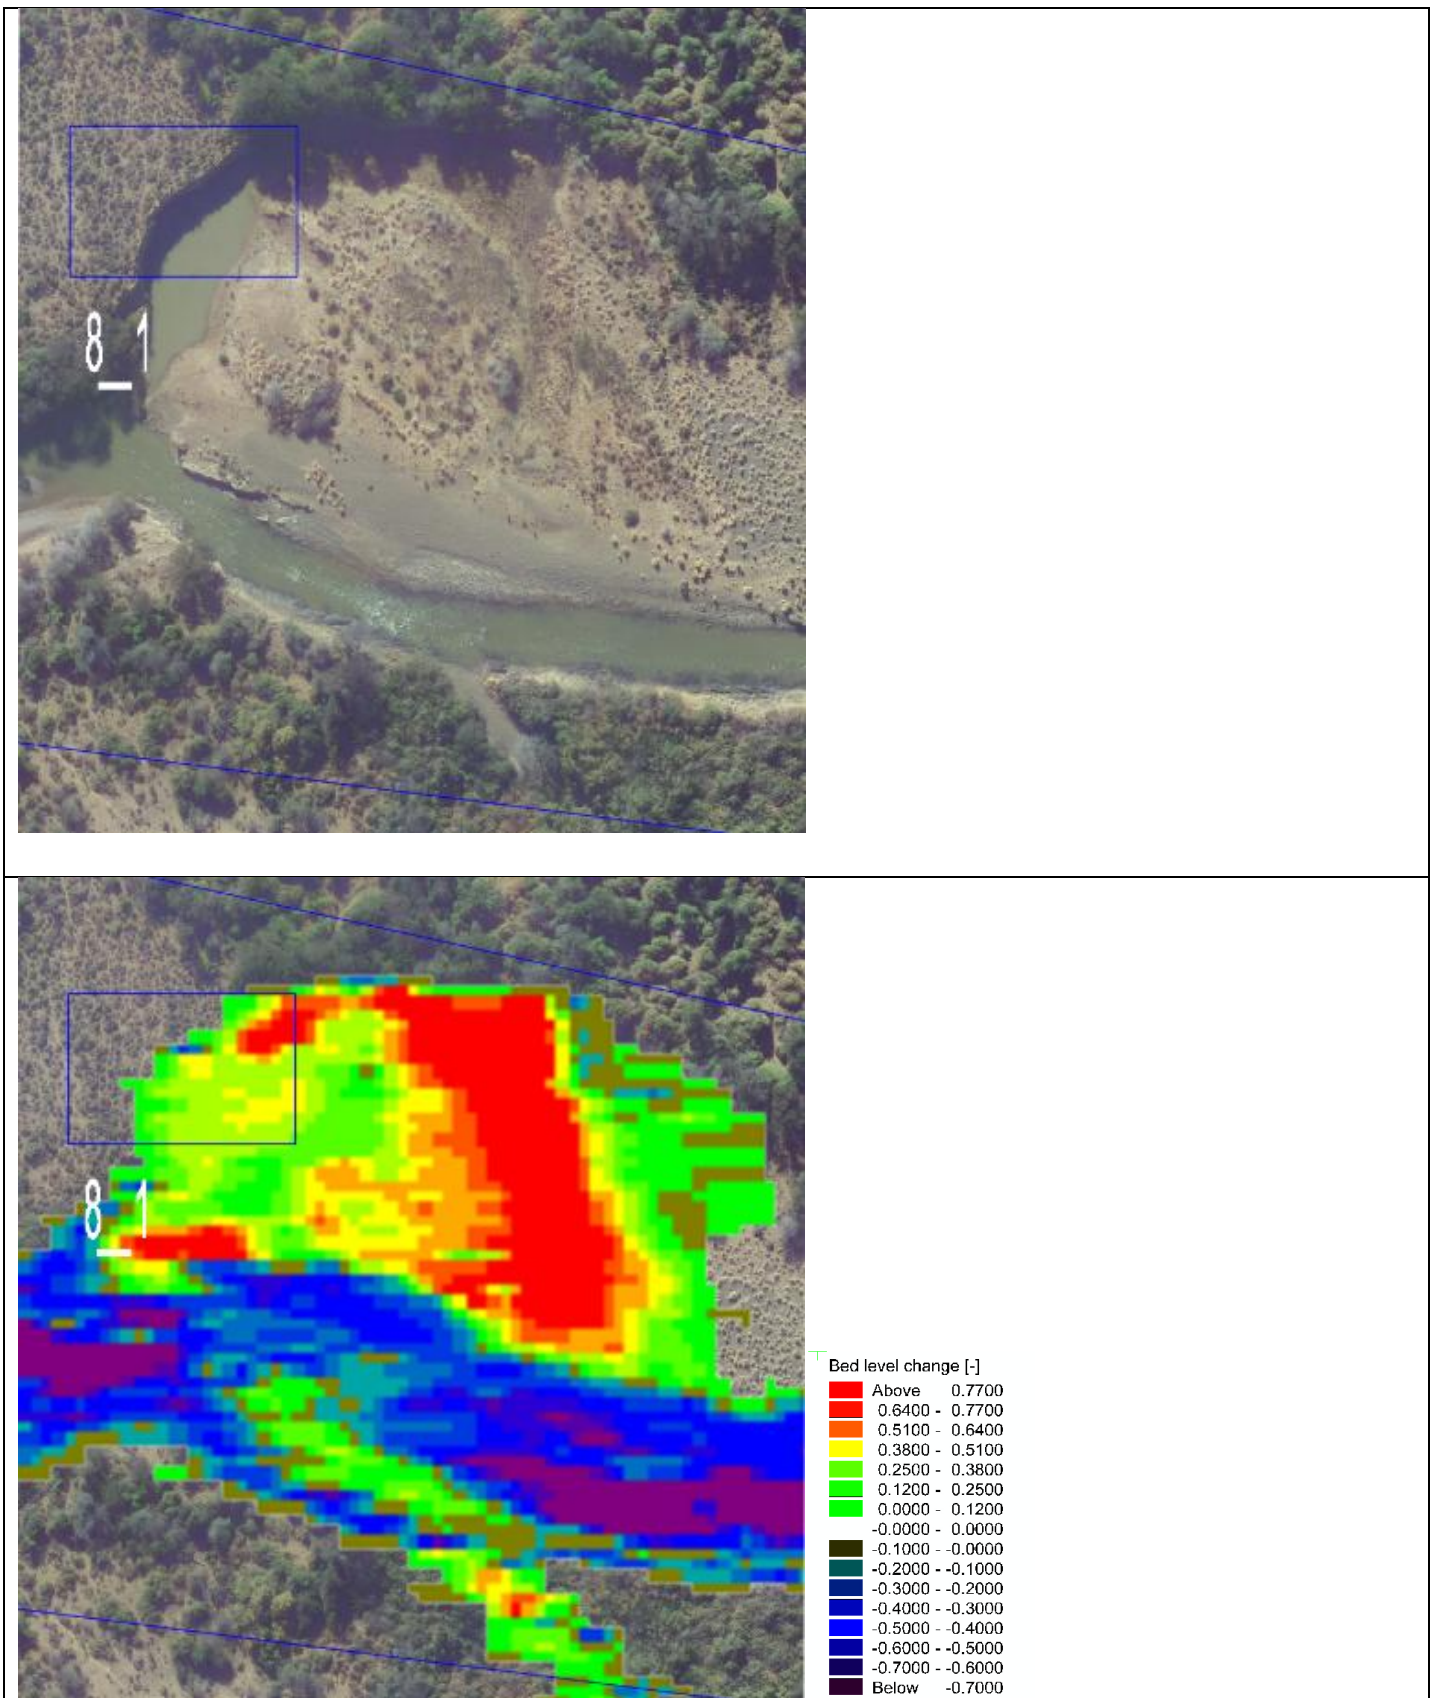 8_1
8_1
Bed level change [-]
Above 0.7700
0.6400 - 0.7700
0.5100 - 0.6400
0.3800 - 0.5100
0.2500 - 0.3800
0.1200 - 0.2500
0.0000 - 0.1200
-0.0000 - 0.0000
-0.1000 - -0.0000
-0.2000 - -0.1000
-0.3000 - -0.2000
-0.4000 - -0.3000
-0.5000 - -0.4000
-0.6000 - -0.5000
-0.7000 - -0.6000
Below -0.7000